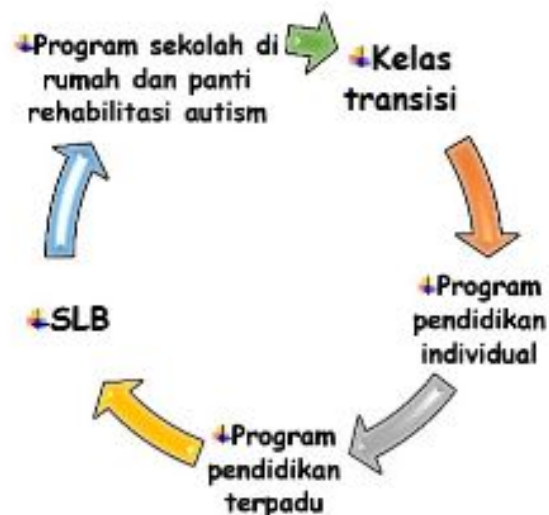 Program sekolah di
rumah dan panti
rehabilitasi autism
Kelas
transisi
Program
pendidikan
individual
Program
pendidikan
terpadu
SLB